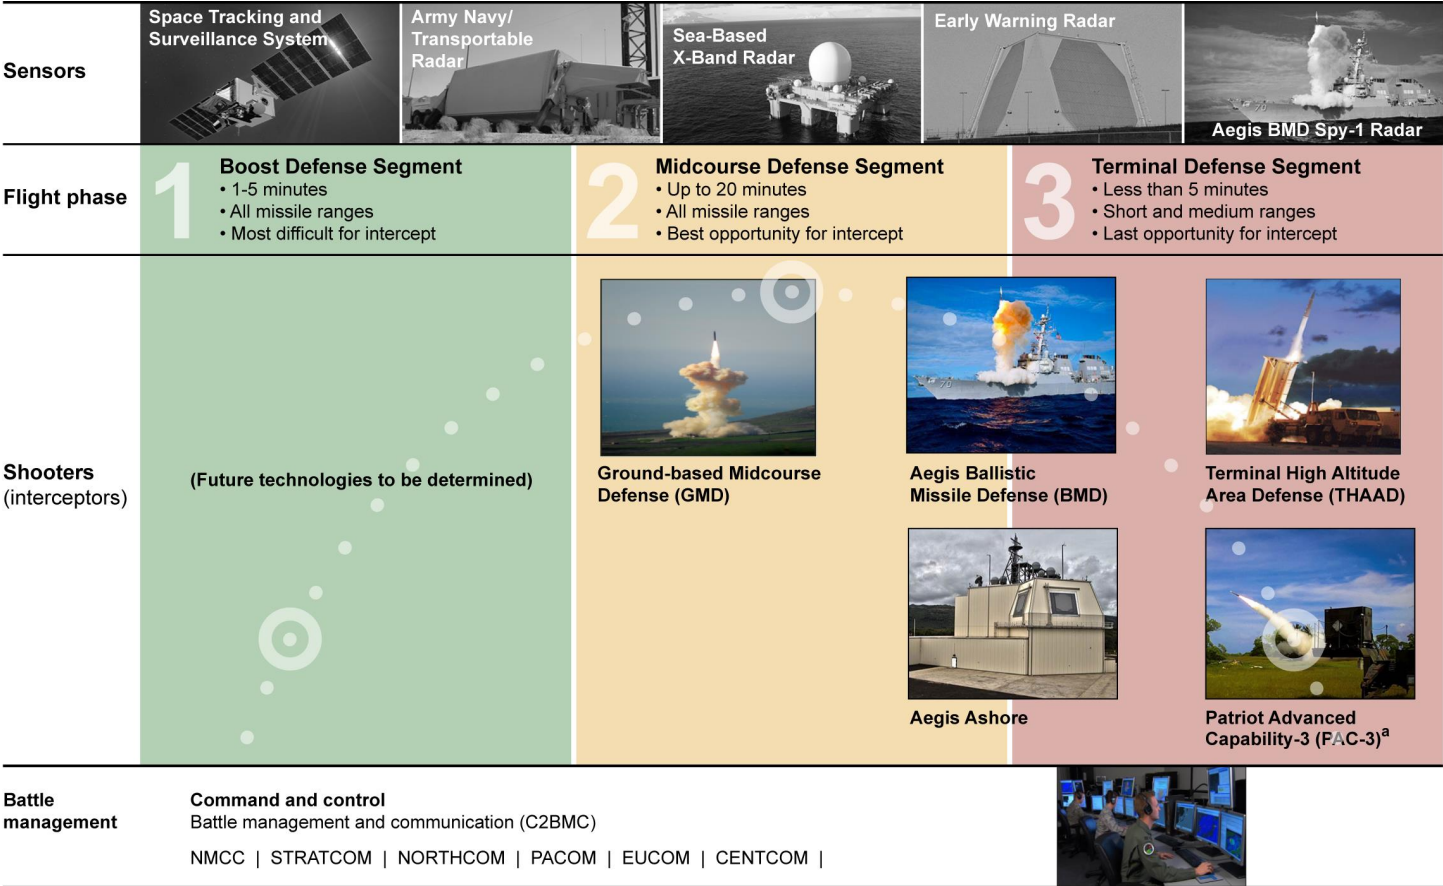 Space Tracking and
Surveillance System
Army Navy/
Transportable
Radar
Sea-Based
X-Band Radar
Early Warning Radar
Aegis BMD Spy-1 Radar
Sensors
Flight phase
1
Boost Defense Segment
• 1-5 minutes
• All missile ranges
• Most difficult for intercept
2
Midcourse Defense Segment
• Up to 20 minutes
• All missile ranges
• Best opportunity for intercept
3
Terminal Defense Segment
• Less than 5 minutes
• Short and medium ranges
• Last opportunity for intercept
Shooters
(interceptors)
(Future technologies to be determined)
70
Ground-based Midcourse
Defense (GMD)
Aegis Ballistic
Missile Defense (BMD)
Terminal High Altitude
Area Defense (THAAD)
Aegis Ashore
Patriot Advanced
Capability-3 (PAC-3)a
Battle
management
Command and control
Battle management and communication (C2BMC)
NMCC | STRATCOM | NORTHCOM | PACOM | EUCOM | CENTCOM |